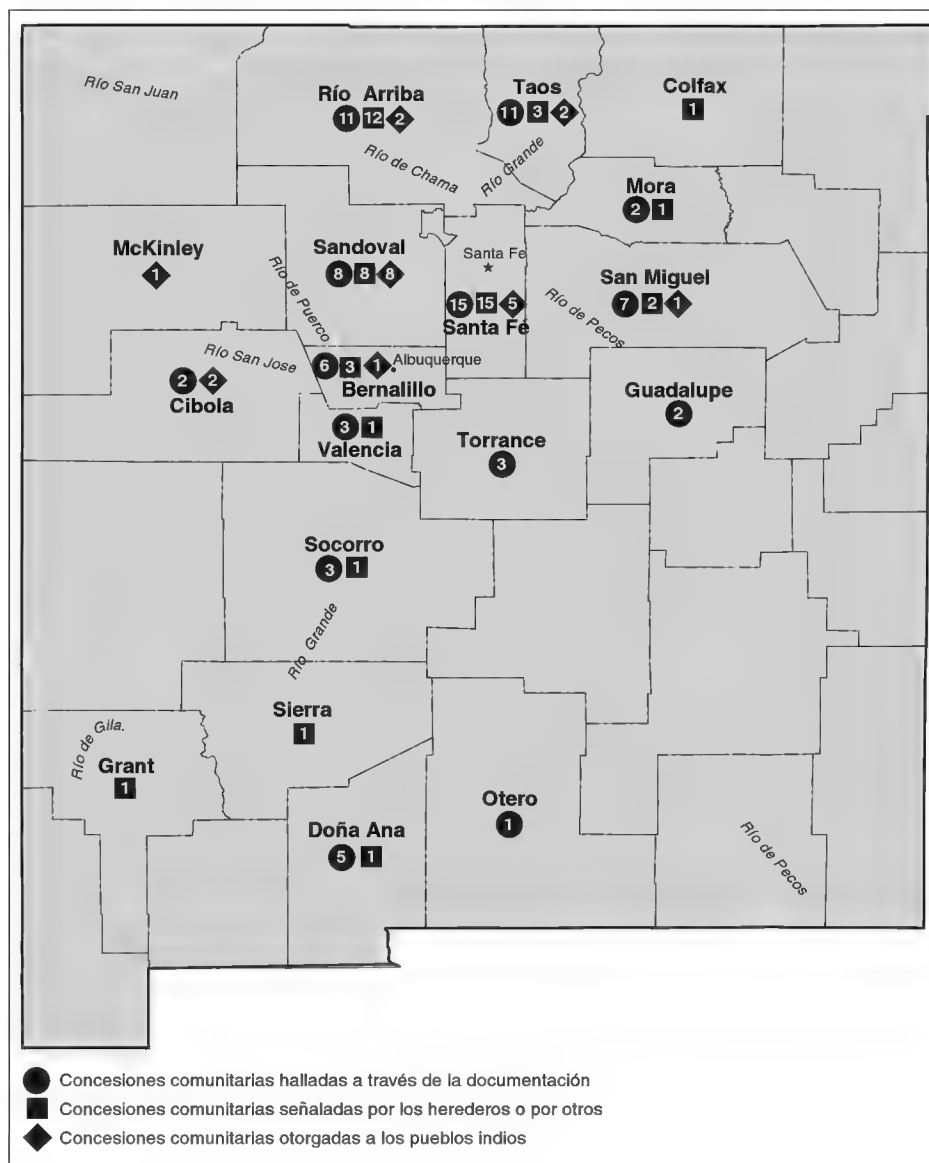 Río San Juan
Río Arriba
11 12 2
Taos
11 3 2
Colfax
1
Río de Chama
Río Grande
Mora
2 1
McKinley
1
Sandoval
8 8 8
Santa Fe
15 15 5
Santa Fé
San Miguel
7 2 1
Río de Puerco
Río de Pecos
Río San Jose
2 2
Cibola
6 3 1
Albuquerque
Bernalillo
Guadalupe
2
3 1
Valencia
Torrance
3
Socorro
3 1
Río Grande
Sierra
1
Río de Gila.
Grant
1
Otero
1
Doña Ana
5 1
Río de Pecos
Concesiones comunitarias halladas a través de la documentación
Concesiones comunitarias señaladas por los herederos o por otros
Concesiones comunitarias otorgadas a los pueblos indios